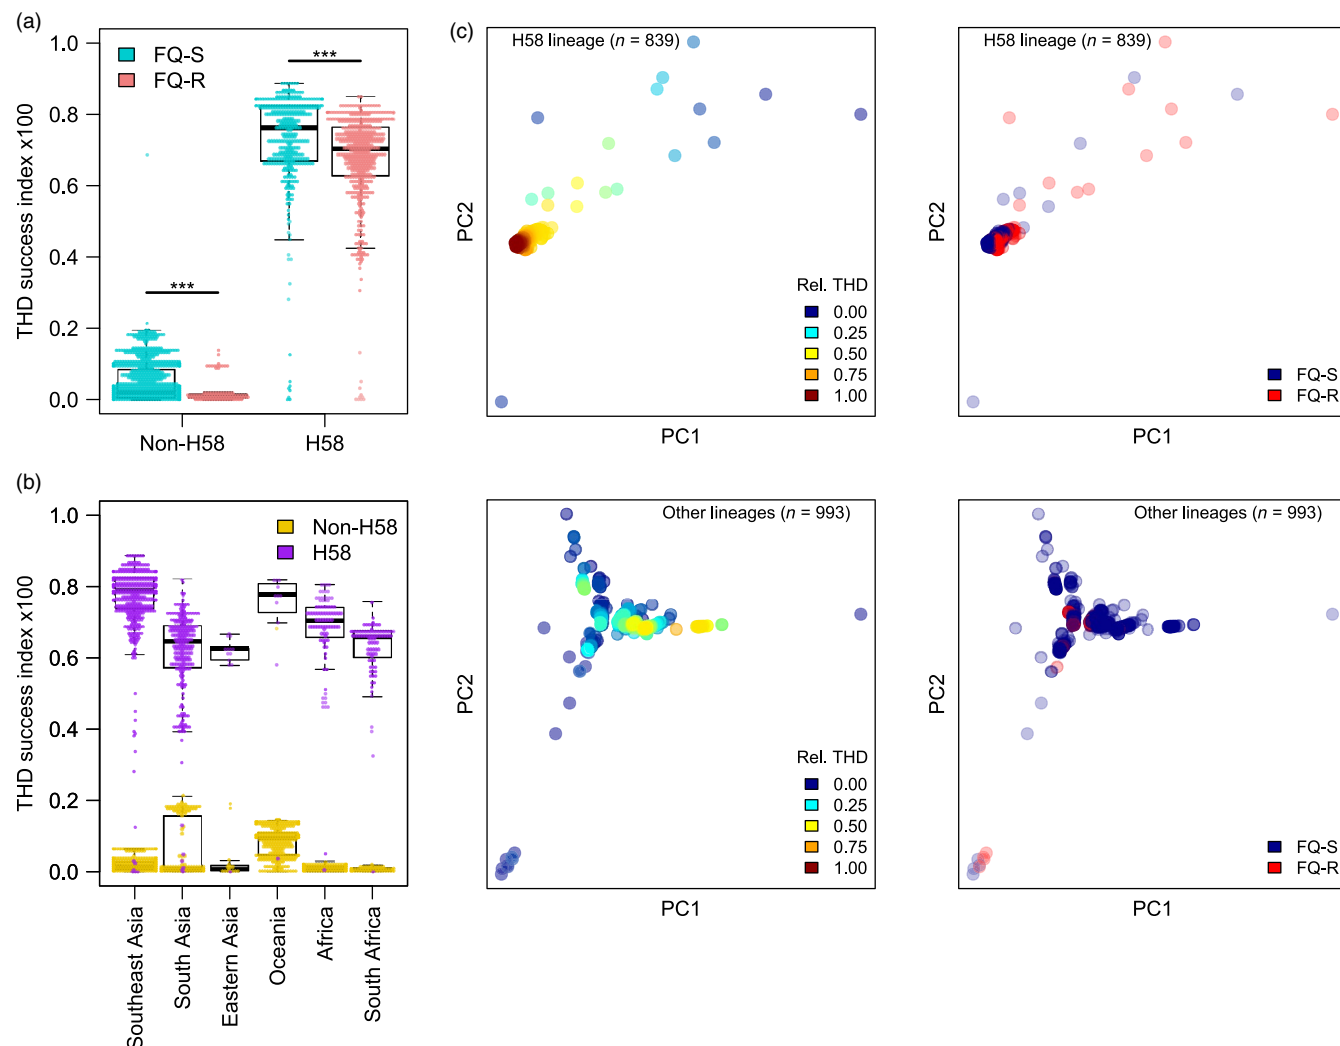 (a)
THD success index x100
1.0
0.8
0.6
0.4
0.2
0.0
FQ-S
FQ-R
***
***
Non-H58
H58
(b)
THD success index x100
1.0
0.8
0.6
0.4
0.2
0.0
Non-H58
H58
Southeast Asia
South Asia
Eastern Asia
Oceania
Africa
South Africa
(c)
H58 lineage (n = 839)
PC2
PC1
Rel. THD
0.00
0.25
0.50
0.75
1.00
H58 lineage (n = 839)
PC2
PC1
FQ-S
FQ-R
Other lineages (n = 993)
PC2
PC1
Rel. THD
0.00
0.25
0.50
0.75
1.00
Other lineages (n = 993)
PC2
PC1
FQ-S
FQ-R